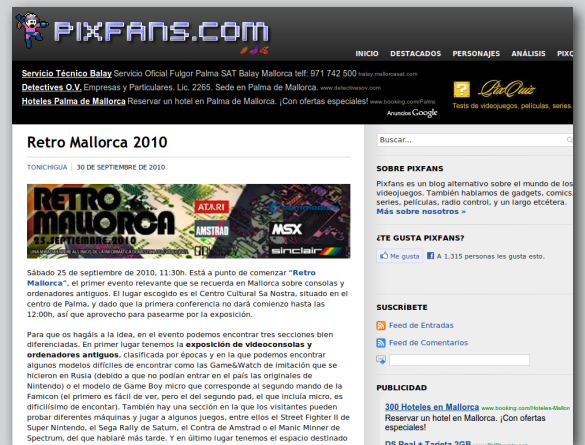 PIXFANS.COM
INICIO DESTACADOS PERSONAJES ANÁLISIS PIXQ
Servicio Técnico Balay Servicio Oficial Fulgor Palma SAT Balay Mallorca telf: 971 742 500 balay.mallorcasat.com
Detectives O.V. Empresas y Particulares. Lic. 2265. Sede en Palma de Mallorca. www.detectivesov.com
Hoteles Palma de Mallorca Reservar un hotel en Palma de Mallorca. ¡Con ofertas especiales! www.booking.com/Palma
Anuncios Google
PixQuiz
Tests de videojuegos, películas, series.
Retro Mallorca 2010
TONICHIGUA 30 DE SEPTIEMBRE DE 2010
RETRO
MALLORCA
25.SEPTIEMBRE.2010
ATARI
AMSTRAD
MSX
sinclair
Sábado 25 de septiembre de 2010, 11:30h. Está a punto de comenzar "Retro
Mallorca", el primer evento relevante que se recuerda en Mallorca sobre consolas y
ordenadores antiguos. El lugar escogido es el Centro Cultural Sa Nostra, situado en el
centro de Palma, y dado que la primera conferencia no dará comienzo hasta las
12:00h, así que aprovecho para pasearme por la exposición.
Para que os hagáis a la idea, en el evento podemos encontrar tres secciones bien
diferenciadas. En primer lugar tenemos la exposición de videoconsolas y
ordenadores antiguos, clasificada por épocas y en la que podemos encontrar
algunos modelos difíciles de encontrar como las Game&Watch de imitación que se
hicieron en Rusia (debido a que no podían entrar en el país las originales de
Nintendo) o el modelo de Game Boy micro que corresponde al segundo mando de la
Famicon (el primero es fácil de ver, pero el del segundo pad, el que incluía micro, es
dificilísimo de encontrar). También hay una sección en la que los visitantes pueden
probar diferentes máquinas y jugar a algunos juegos, entre ellos el Street Fighter II de
Super Nintendo, el Sega Rally de Saturn, el Contra de Amstrad o el Manic Minner de
Spectrum, del que hablaré más tarde. Y en último lugar tenemos el espacio destinado
Buscar...
SOBRE PIXFANS
Pixfans es un blog alternativo sobre el mundo de los
videojuegos. También hablamos de gadgets, comics,
series, películas, radio control, y un largo etcétera.
Más sobre nosotros »
¿TE GUSTA PIXFANS?
Me gusta A 1.315 personas les gusta esto.
SUSCRÍBETE
Feed de Entradas
Feed de Comentarios
PUBLICIDAD
300 Hoteles en Mallorca www.booking.com/Hoteles-Mallorc
Reservar un hotel en Mallorca. ¡Con ofertas
especiales!
DS Real + Tarjeta 2GB